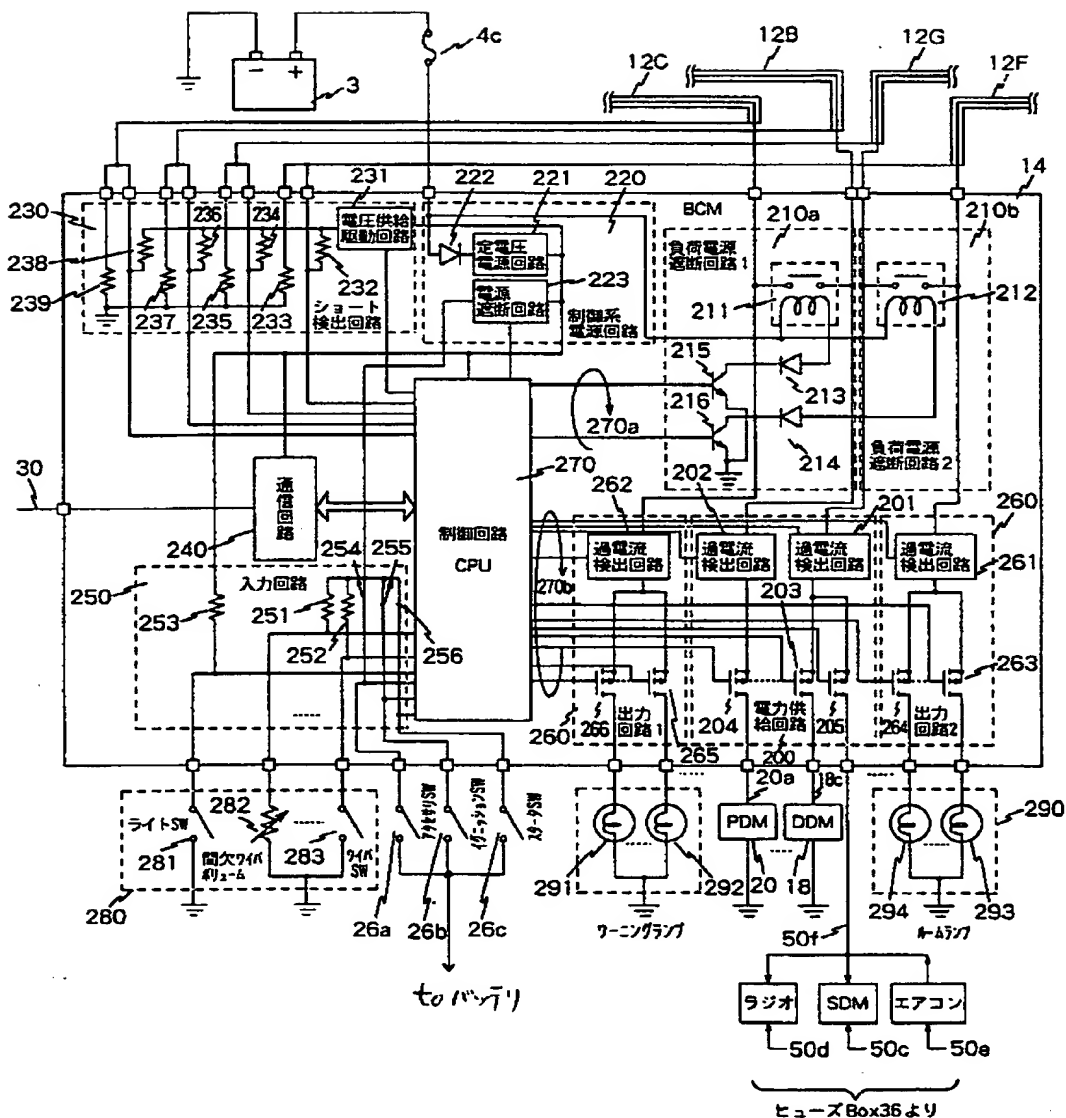 4c
12B
12G
12C
12F
- +
3
14
230
231
222
221
220
BCM
210a
210b
236
234
電圧供給
駆動回路
定電圧
電源回路
負荷電源
遮断回路1
238
223
239
232
電源
遮断回路
211
212
237
235
233
ショート
検出回路
制御系
電源回路
215
213
216
270a
214
負荷電源
遮断回路2
30
270
262
202
201
通信回路
240
制御回路
CPU
260
254
255
過電流
検出回路
過電流
検出回路
過電流
検出回路
過電流
検出回路
261
250
入力回路
270b
253
251
203
252
256
263
260
266
出力
回路1
204
電力供
給回路
205
264
出力
回路2
200
265
20a
18c
ライトSW
282
アクセサリSW
イグニッションSW
スタータSW
PDM
DDM
290
281
間欠ワイパ
ボリューム
283
ワイパ
SW
291
292
20
18
294
293
280
26a
26b
26c
ワーニングランプ
50f
ルームランプ
to バッテリ
ラジオ
SDM
エアコン
50d
50c
50e
ヒューズBox36より